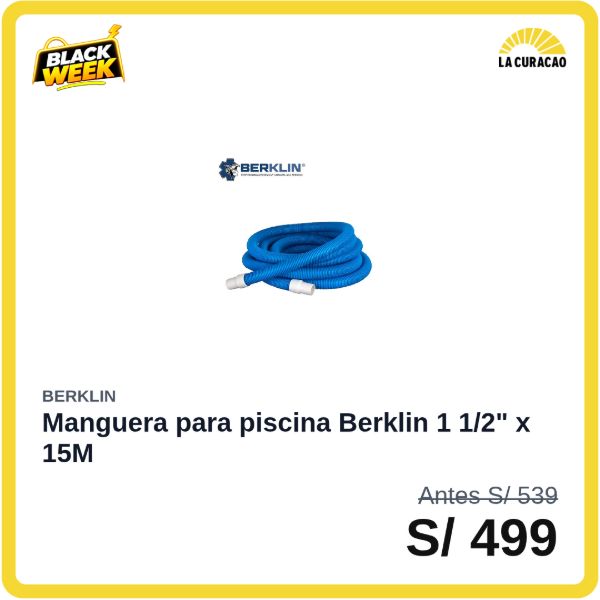 BLACK
WEEK
LA CURACAO
BERKLIN®
BERKLIN
Manguera para piscina Berklin 1 1/2" x
15M
Antes S/ 539
S/ 499